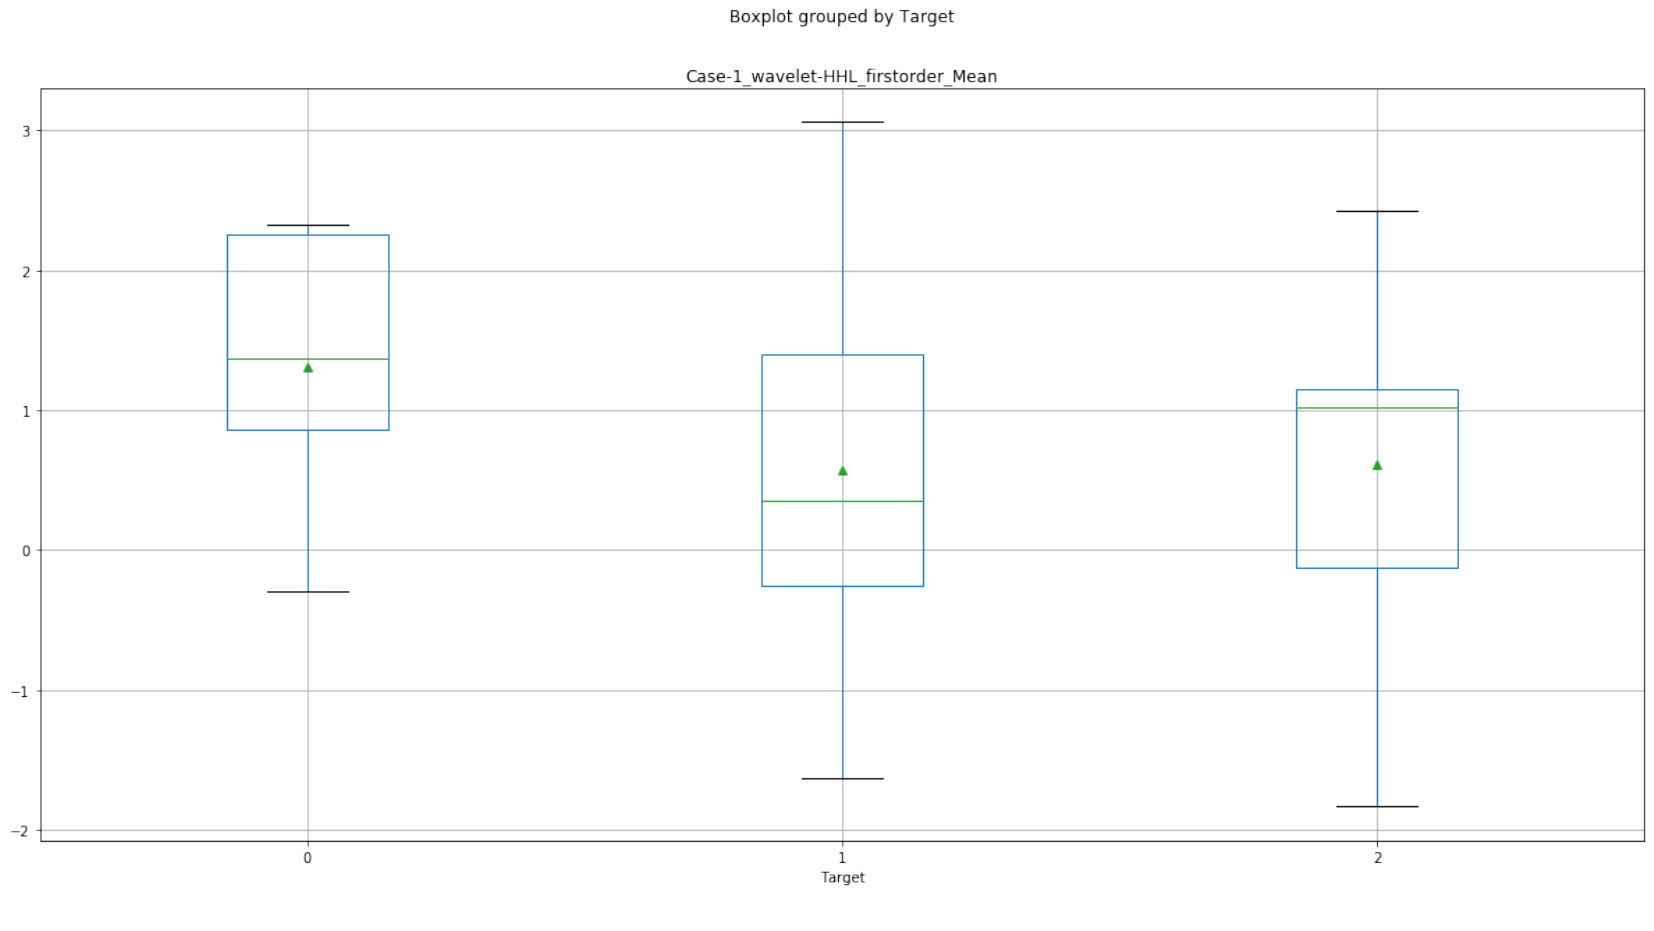 Boxplot grouped by Target
Case-1_wavelet-HHL_firstorder_Mean
3
2
1
0
−1
−2
0 1 2
Target